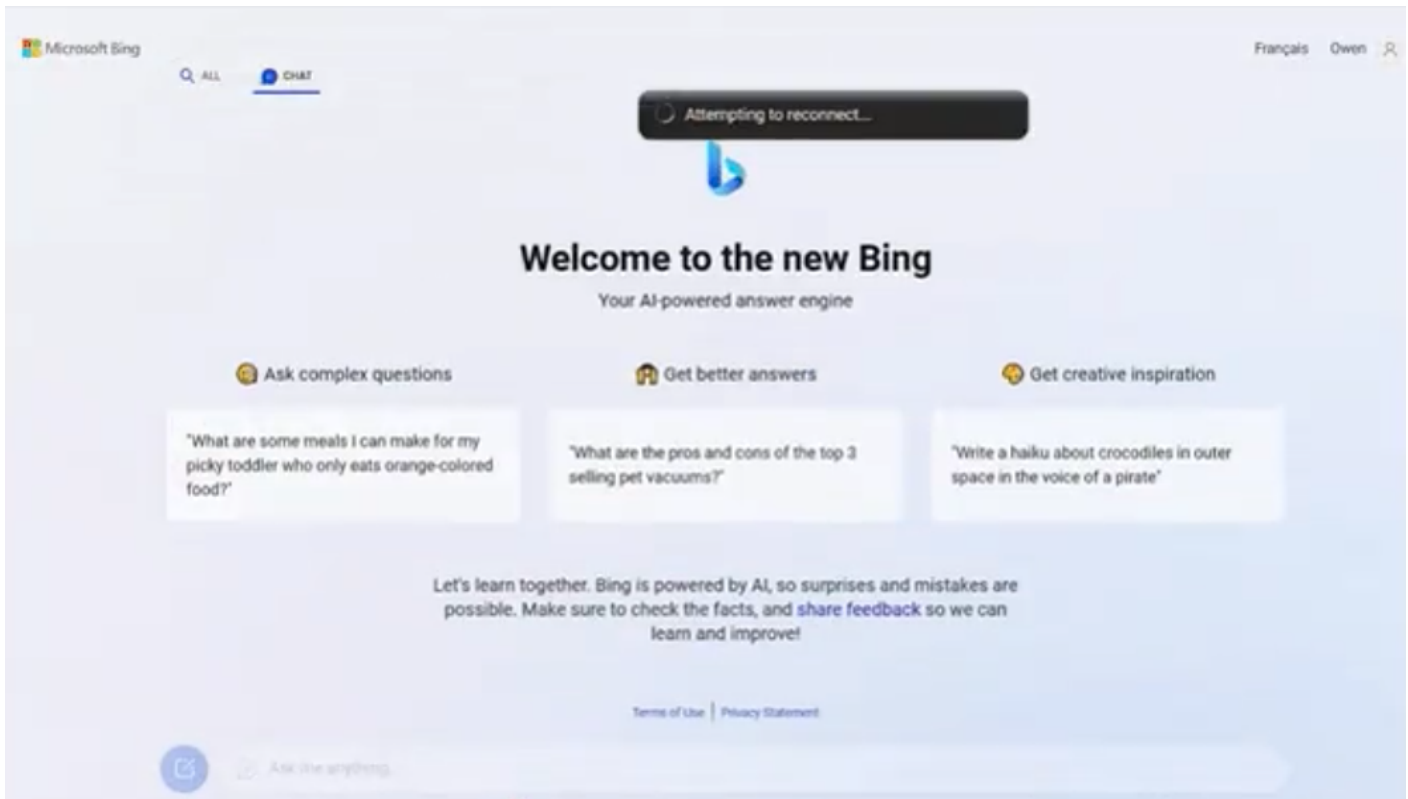 Microsoft Bing
Français Owen
ALL CHAT
Attempting to reconnect...
Welcome to the new Bing
Your AI-powered answer engine
Ask complex questions
Get better answers
Get creative inspiration
"What are some meals I can make for my
picky toddler who only eats orange-colored
food?"
"What are the pros and cons of the top 3
selling pet vacuums?"
"Write a haiku about crocodiles in outer
space in the voice of a pirate"
Let's learn together. Bing is powered by AI, so surprises and mistakes are
possible. Make sure to check the facts, and share feedback so we can
learn and improve!
Terms of Use | Privacy Statement
Ask me anything.